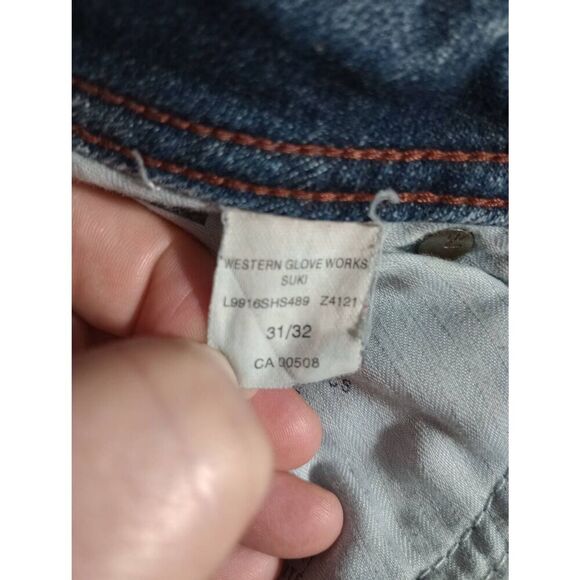 WESTERN GLOVE WORKS
SUKI
L9916SHS489 Z4121
31/32
CA 00508